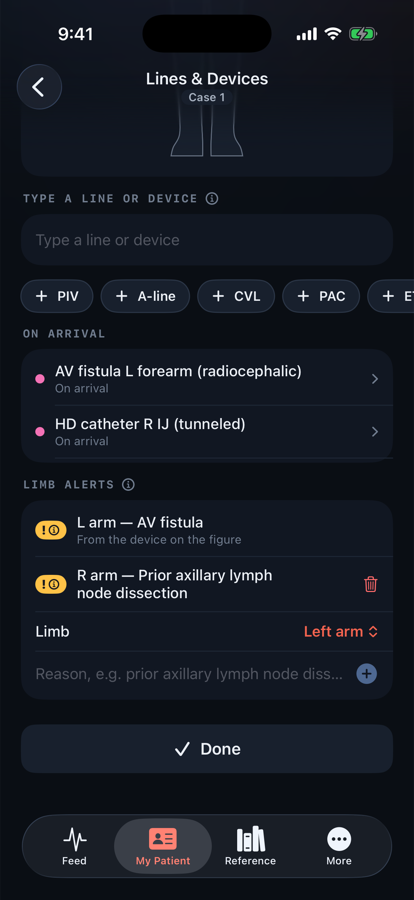 9:41
Lines & Devices
Case 1
TYPE A LINE OR DEVICE
Type a line or device
+ PIV + A-line + CVL + PAC + ET
ON ARRIVAL
AV fistula L forearm (radiocephalic)
On arrival
HD catheter R IJ (tunneled)
On arrival
LIMB ALERTS
L arm — AV fistula
From the device on the figure
R arm — Prior axillary lymph
node dissection
Limb Left arm
Reason, e.g. prior axillary lymph node diss...
Done
Feed My Patient Reference More